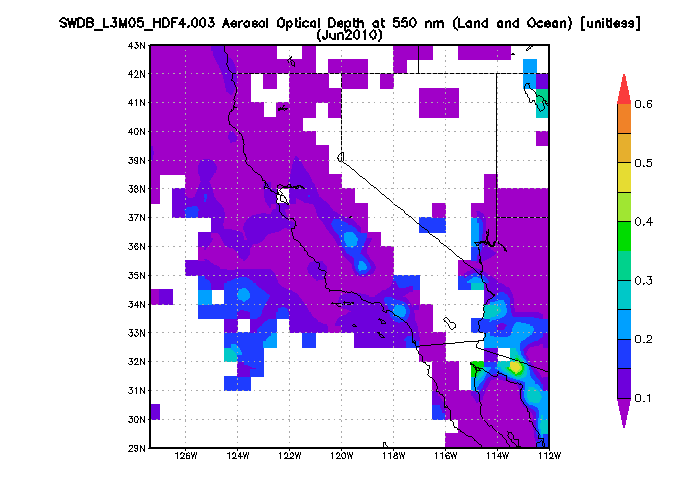 SWDB_L3M05_HDF4.003 Aerosol Optical Depth at 550 nm (Land and Ocean) [unitless]
(Jun2010)
43N
42N
41N
40N
39N
38N
37N
36N
35N
34N
33N
32N
31N
30N
29N
126W 124W 122W 120W 118W 116W 114W 112W
0.6
0.5
0.4
0.3
0.2
0.1